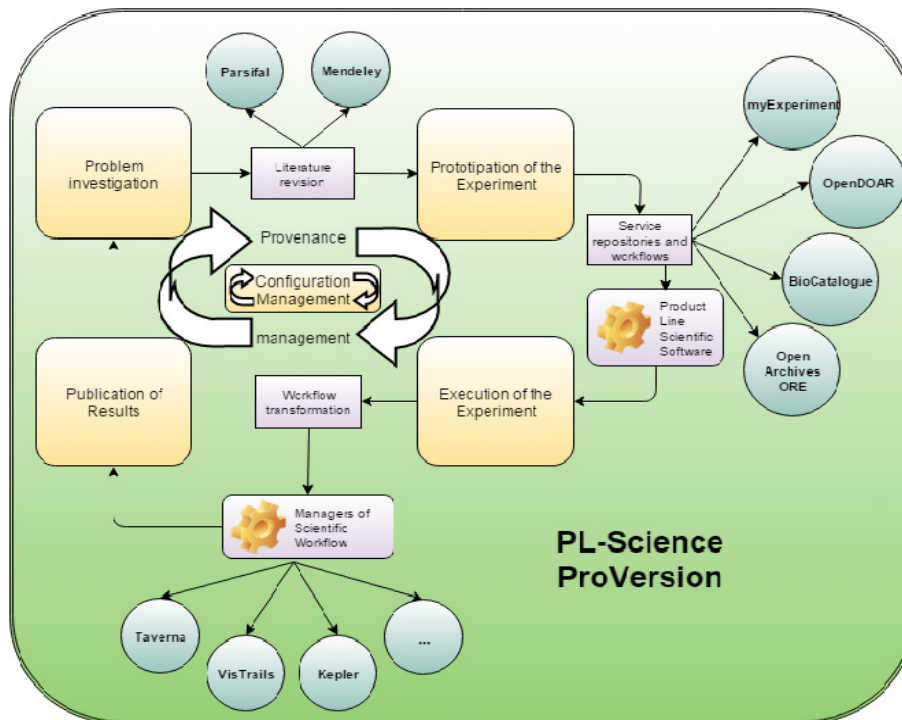 Parsifal
Mendeley
myExperiment
Problem
investigation
Literature
revision
Prototipation of the
Experiment
OpenDOAR
Service
repositories and
workflows
Provenance
Configuration
Management
management
BioCatalogue
Product
Line
Scientific
Software
Open
Archives
ORE
Publication of
Results
Workflow
transformation
Execution of the
Experiment
Managers of
Scientific
Workflow
PL-Science
ProVersion
Taverna
VisTrails
Kepler
...